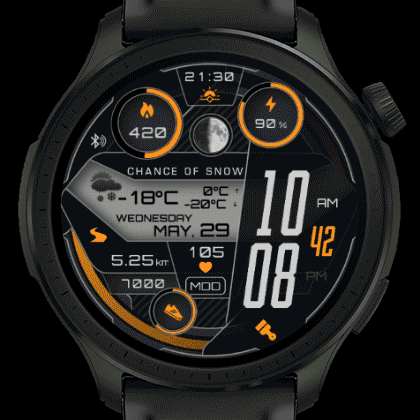 21:30
420
90 %
CHANCE OF SNOW
-18°C
0°C
-20°C
WEDNESDAY
MAY, 29
10
AM
42
08
PM
5.25 KM
105
7000
MOD